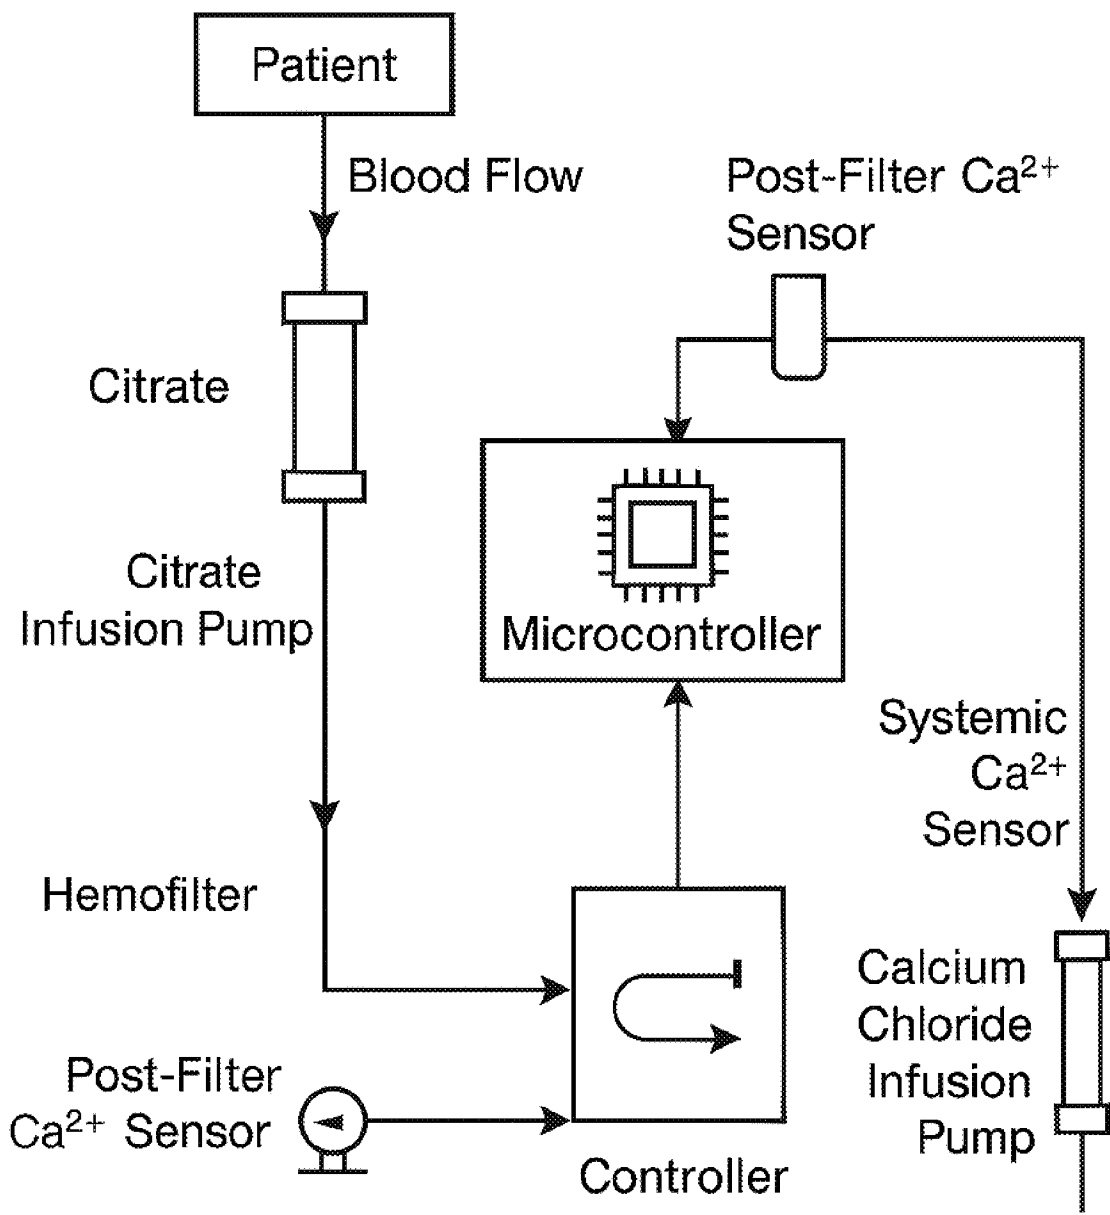 Patient
Blood Flow
Post-Filter Ca²⁺
Sensor
Citrate
Citrate
Infusion Pump
Microcontroller
Systemic
Ca²⁺
Sensor
Hemofilter
Calcium
Chloride
Infusion
Pump
Post-Filter
Ca²⁺ Sensor
Controller